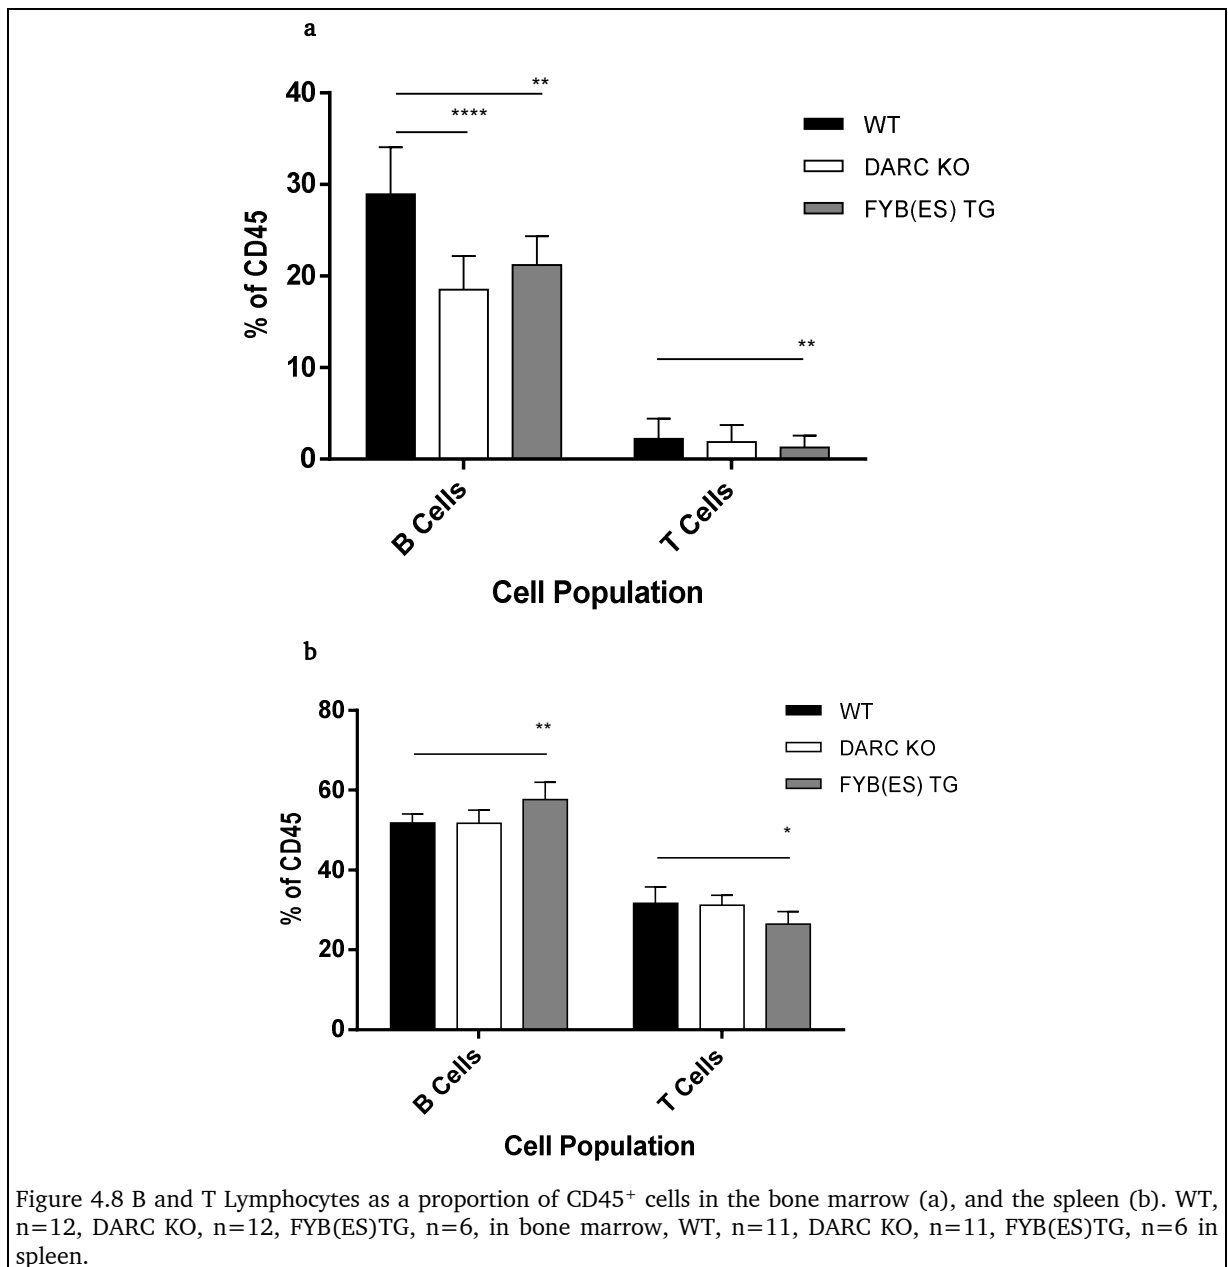 a
**
****
40
30
20
10
0
% of CD45
**
WT
DARC KO
FYB(ES) TG
B Cells
T Cells
Cell Population
b
80
60
40
20
0
% of CD45
**
*
WT
DARC KO
FYB(ES) TG
B Cells
T Cells
Cell Population
Figure 4.8 B and T Lymphocytes as a proportion of CD45⁺ cells in the bone marrow (a), and the spleen (b). WT,
n=12, DARC KO, n=12, FYB(ES)TG, n=6, in bone marrow, WT, n=11, DARC KO, n=11, FYB(ES)TG, n=6 in
spleen.